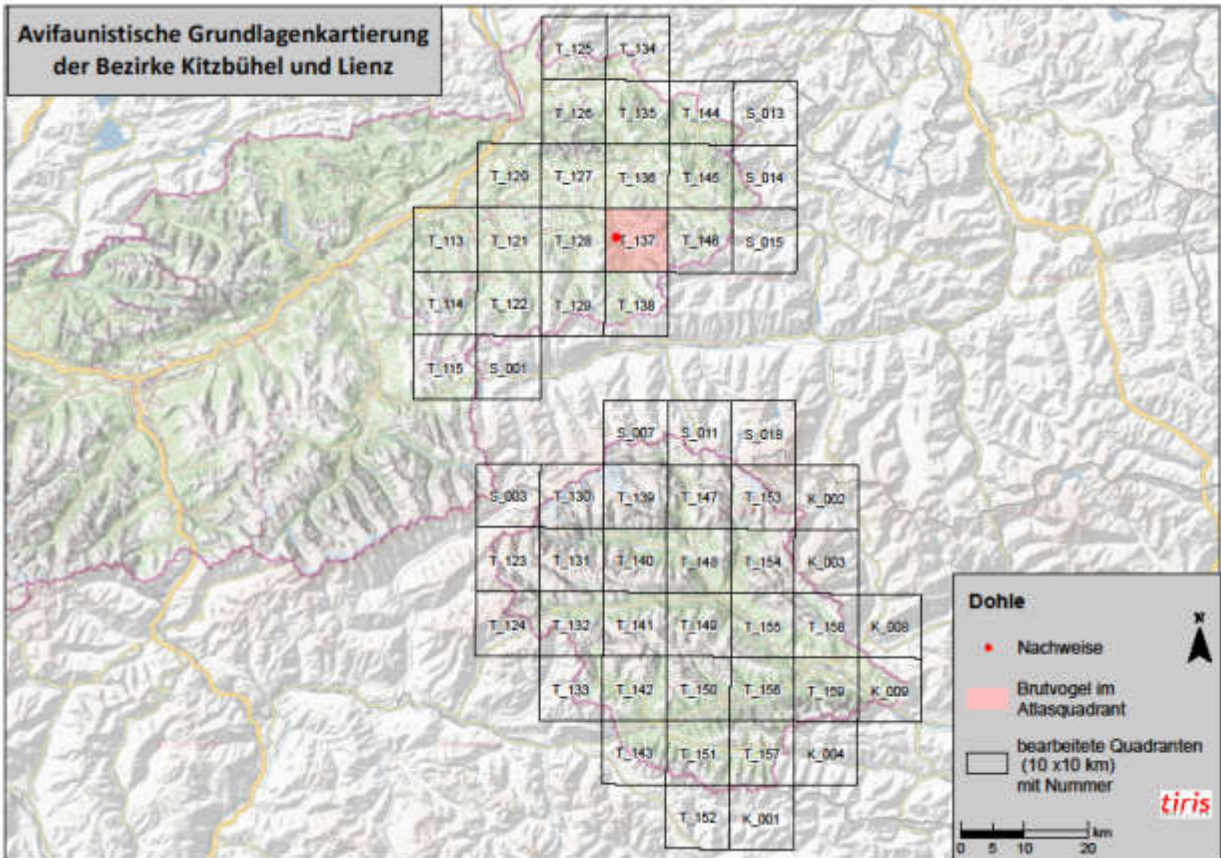 Avifaunistische Grundlagenkartierung
der Bezirke Kitzbühel und Lienz
T_125 T_134
T_126 T_135 T_144 S_013
T_120 T_127 T_136 T_145 S_014
T_113 T_121 T_128 T_137 T_146 S_015
T_114 T_122 T_129 T_138
T_115 S_001
S_007 S_011 S_018
S_003 T_130 T_139 T_147 T_153 K_002
T_123 T_131 T_140 T_148 T_154 K_003
T_124 T_132 T_141 T_149 T_155 T_158 K_008
T_133 T_142 T_150 T_156 T_159 K_009
T_143 T_151 T_157 K_004
T_152 K_001
Dohle
N
Nachweise
Brutvogel im
Atlasquadrant
bearbeitete Quadranten
(10 x10 km)
mit Nummer
tiris
km
0 5 10 20